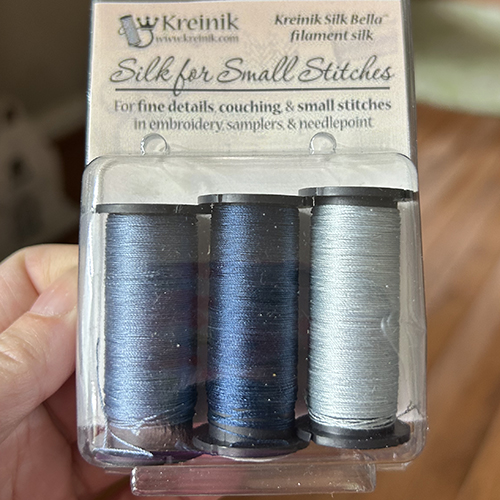 Kreinik
www.kreinik.com
Kreinik Silk Bella™
filament silk
Silk for Small Stitches
For fine details, couching, & small stitches
in embroidery, samplers, & needlepoint